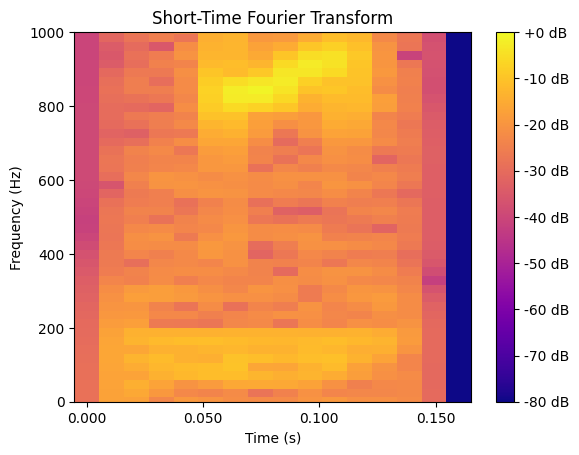 Short-Time Fourier Transform
1000
800
600
400
200
0
Frequency (Hz)
0.000
0.050
0.100
0.150
Time (s)
+0 dB
-10 dB
-20 dB
-30 dB
-40 dB
-50 dB
-60 dB
-70 dB
-80 dB